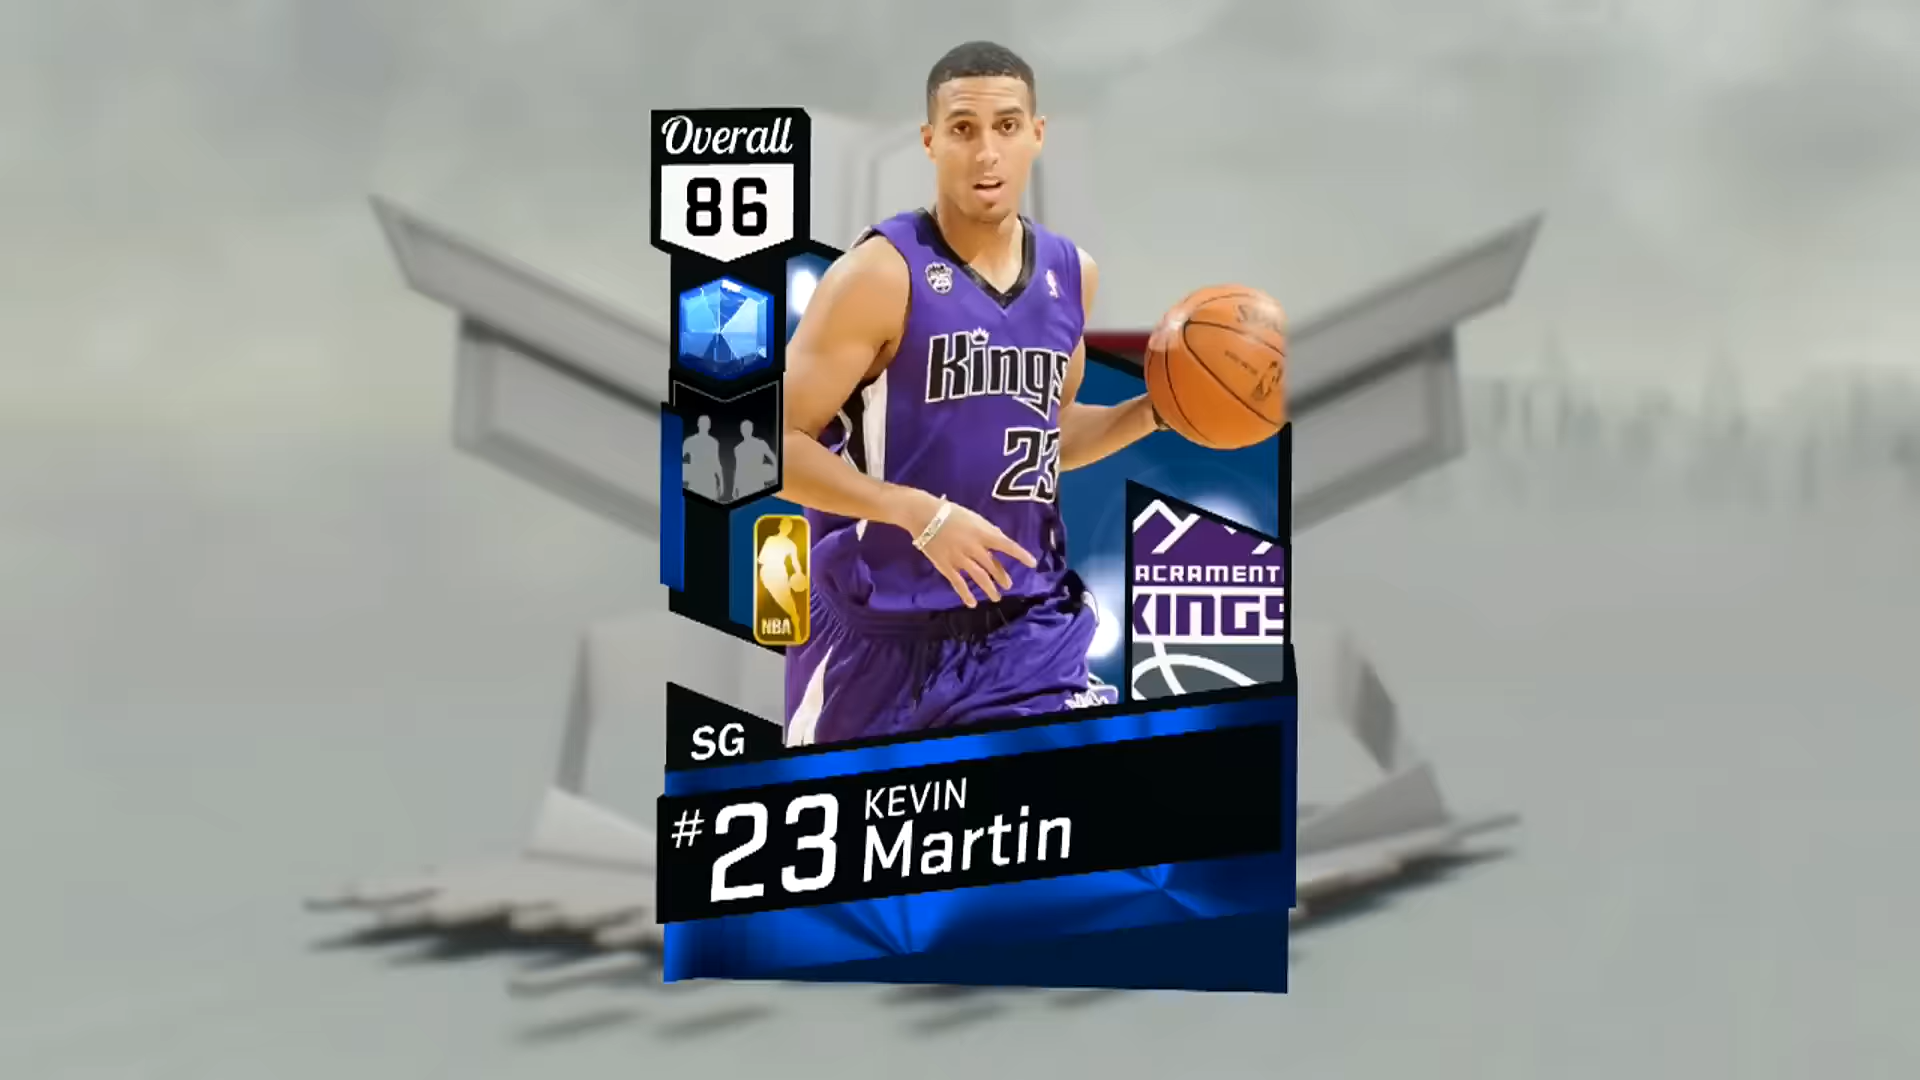 Overall
86
Kings
23
NBA
ACRAMENT
KINGS
SG
#23
KEVIN
Martin